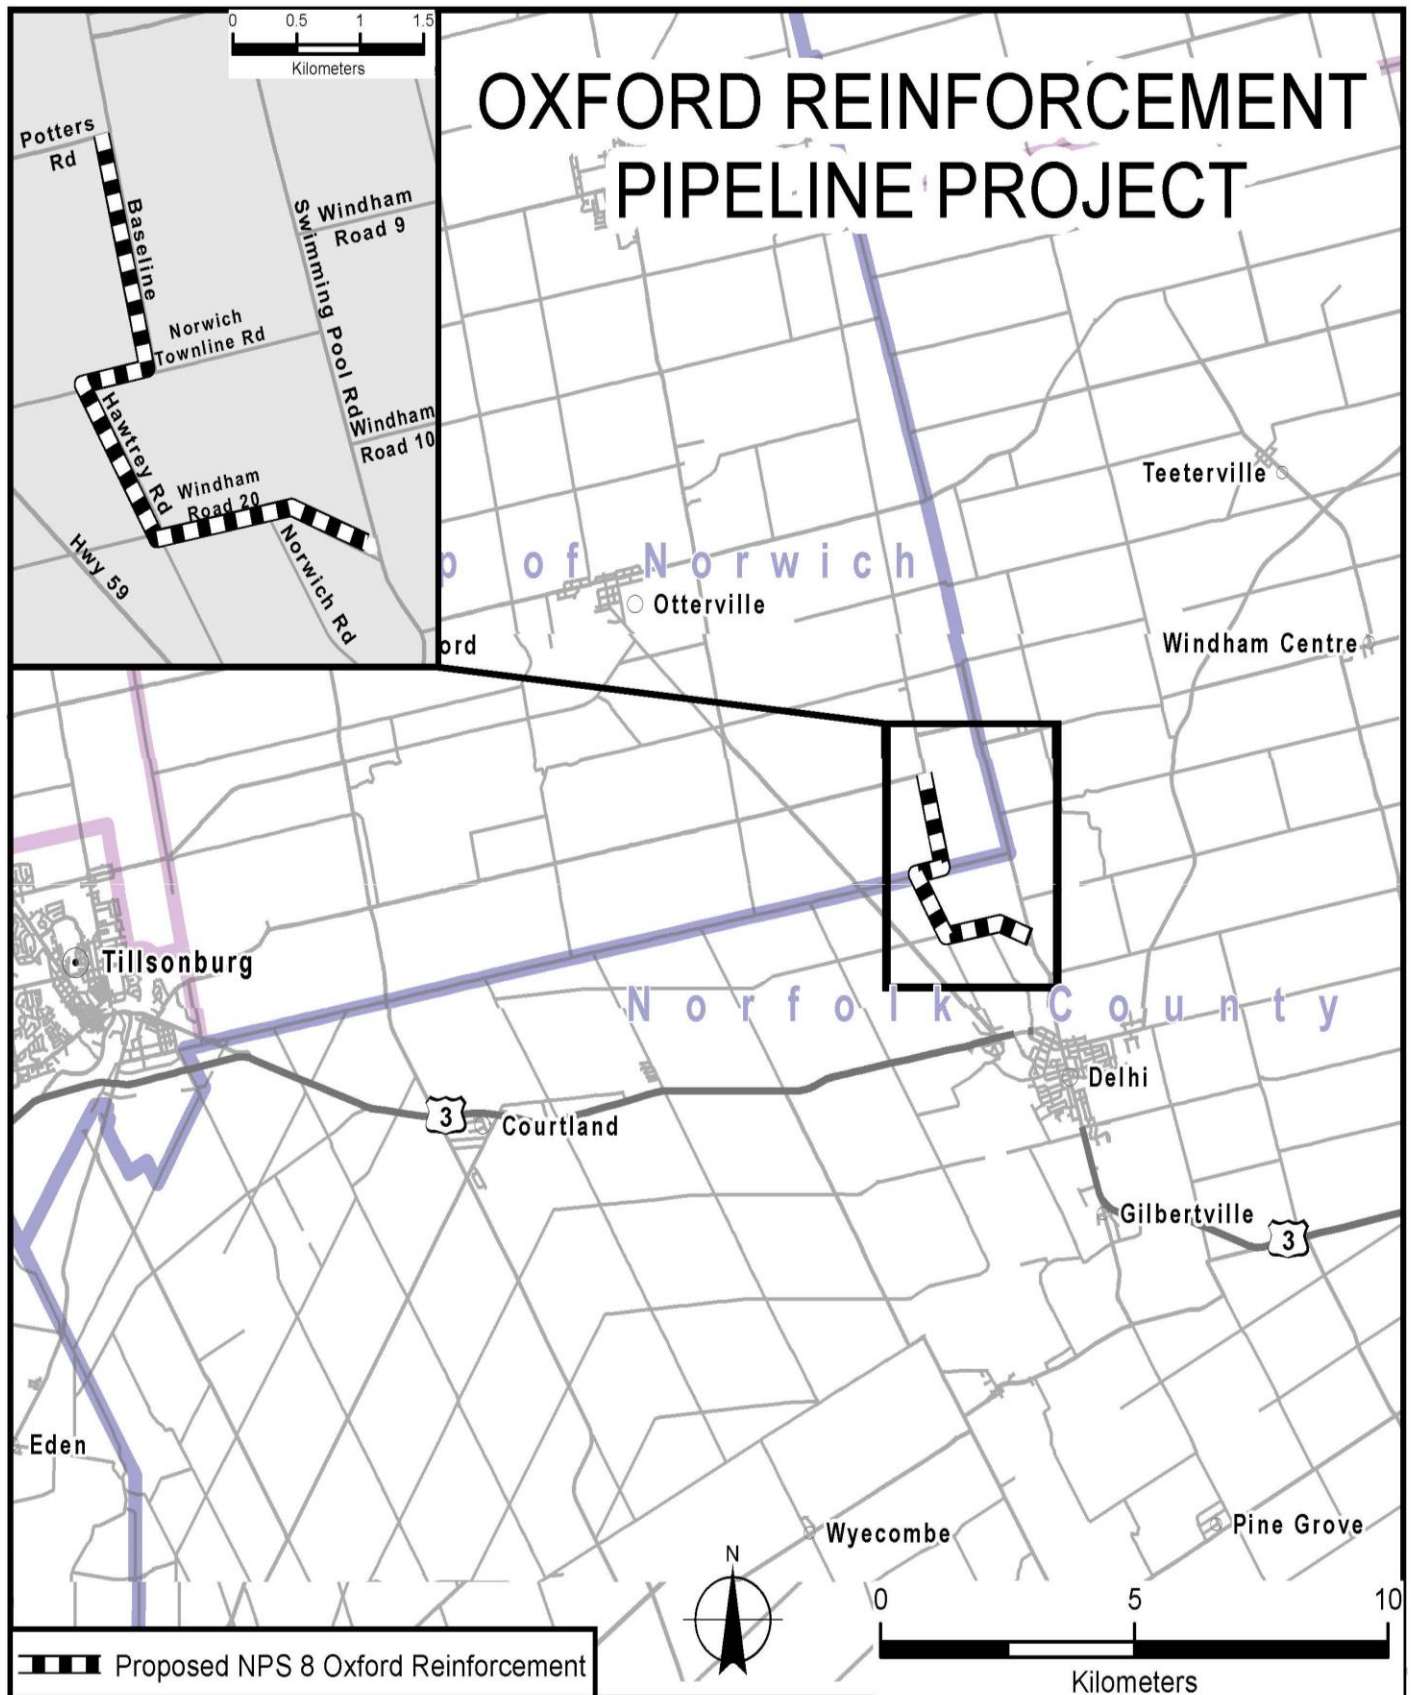 0 0.5 1 1.5
Kilometers
OXFORD REINFORCEMENT
PIPELINE PROJECT
Potters
Rd
Baseline
Swimming Pool Rd
Windham
Road 9
Norwich
Townline Rd
Hawtrey Rd
Windham
Road 10
Windham
Road 20
Norwich Rd
Hwy 59
Teeterville
p of Norwich
Otterville
ord
Windham Centre
Tillsonburg
Norfolk County
Delhi
3
Courtland
Gilbertville
3
Eden
Wyecombe
Pine Grove
N
0 5 10
Kilometers
Proposed NPS 8 Oxford Reinforcement